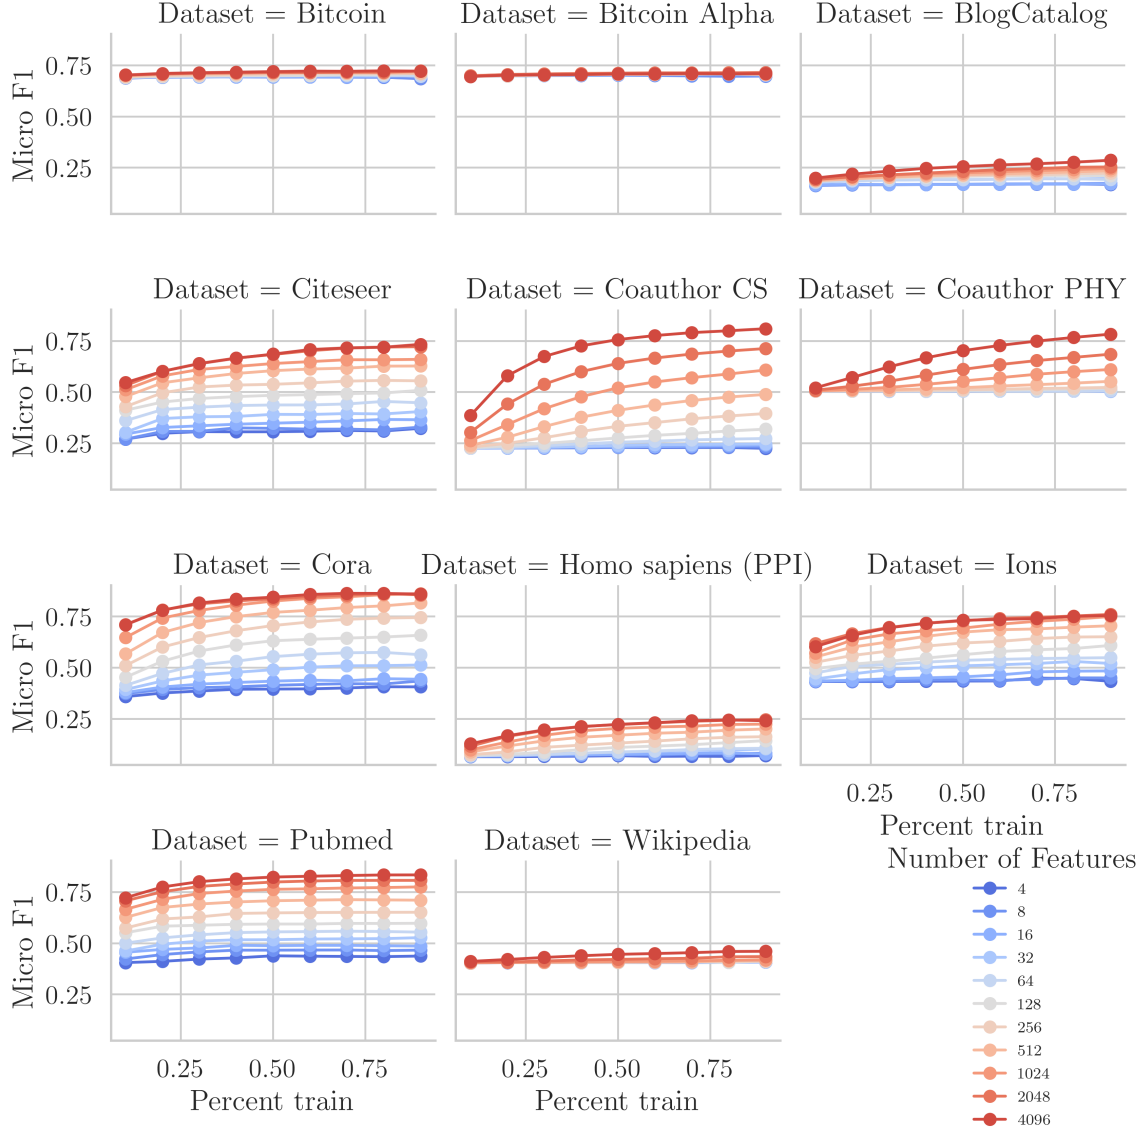 Dataset = Bitcoin
Dataset = Bitcoin Alpha
Dataset = BlogCatalog
Micro F1
0.75
0.50
0.25
Dataset = Citeseer
Dataset = Coauthor CS
Dataset = Coauthor PHY
Micro F1
0.75
0.50
0.25
Dataset = Cora
Dataset = Homo sapiens (PPI)
Dataset = Ions
Micro F1
0.75
0.50
0.25
0.25 0.50 0.75
Percent train
Dataset = Pubmed
Dataset = Wikipedia
Micro F1
0.75
0.50
0.25
0.25 0.50 0.75
Percent train
0.25 0.50 0.75
Percent train
Number of Features
4
8
16
32
64
128
256
512
1024
2048
4096